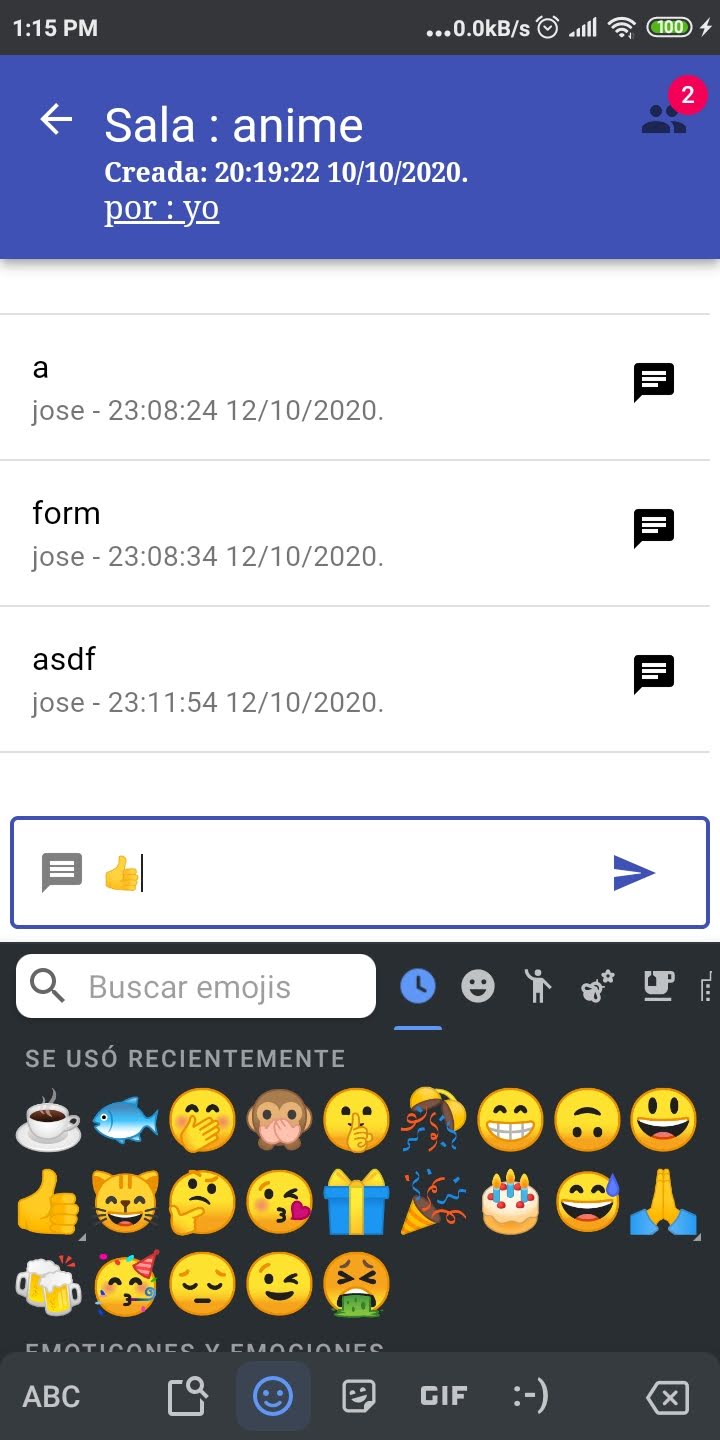 1:15 PM ...0.0kB/s 100
2
Sala : anime
Creada: 20:19:22 10/10/2020.
por : yo
a
jose - 23:08:24 12/10/2020.
form
jose - 23:08:34 12/10/2020.
asdf
jose - 23:11:54 12/10/2020.
👍
Buscar emojis
SE USÓ RECIENTEMENTE
EMOTICONES Y EMOCIONES
ABC GIF :-)